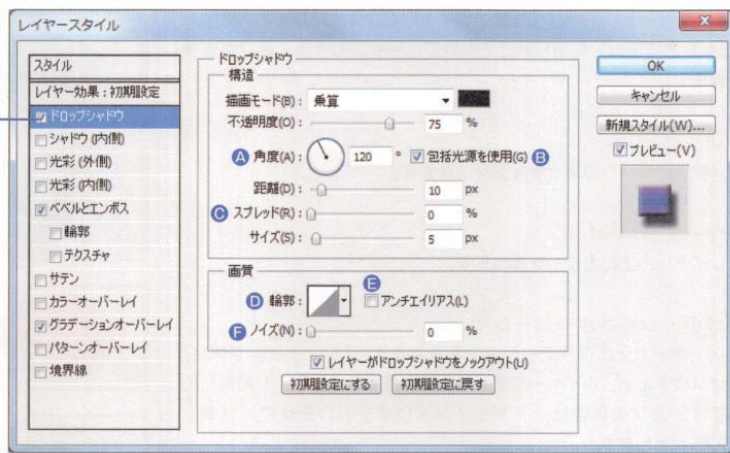 レイヤースタイル
スタイル
レイヤー効果：初期設定
ドロップシャドウ
シャドウ (内側)
光彩 (外側)
光彩 (内側)
ベベルとエンボス
輪郭
テクスチャ
サテン
カラーオーバーレイ
グラデーションオーバーレイ
パターンオーバーレイ
境界線
ドロップシャドウ
構造
描画モード(B)： 乗算
不透明度(O)： 75 %
A 角度(A)： 120 ° 包括光源を使用(G) B
距離(D)： 10 px
C スプレッド(R)： 0 %
サイズ(S)： 5 px
画質
E
D 輪郭： アンチエイリアス(L)
F ノイズ(N)： 0 %
レイヤーがドロップシャドウをノックアウト(U)
初期設定にする 初期設定に戻す
OK
キャンセル
新規スタイル(W)...
プレビュー(V)